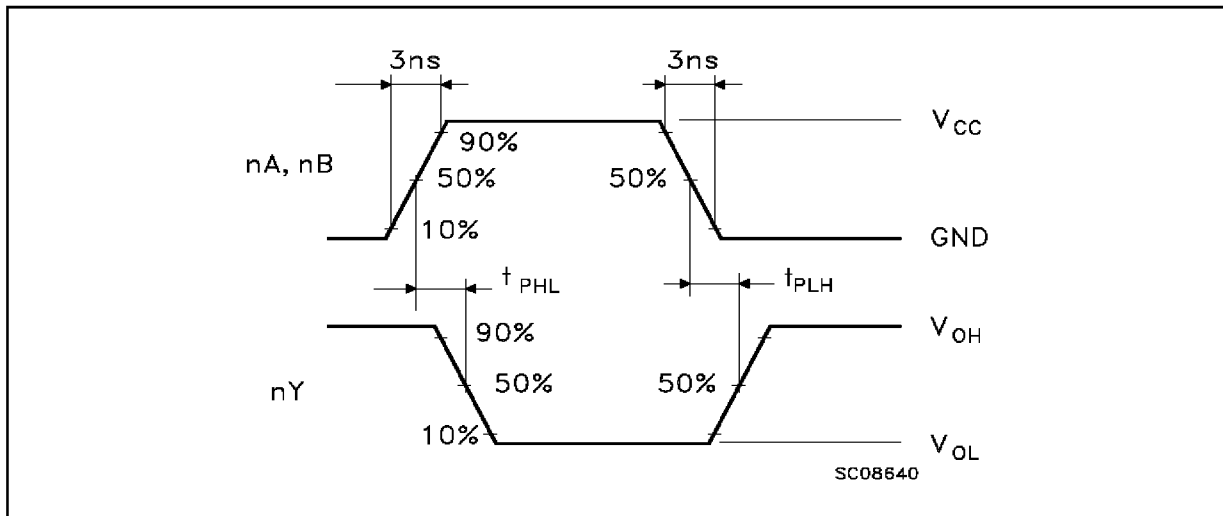 3ns 3ns
V_CC
90%
nA, nB
50% 50%
10%
GND
t_PHL t_PLH
V_OH
90%
50% 50%
nY
10%
V_OL
SC08640